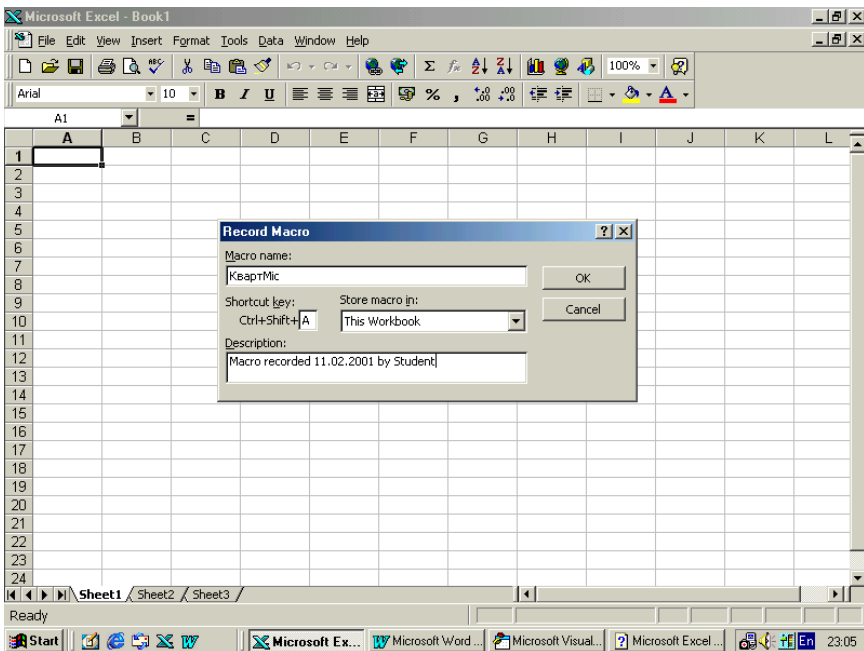 Microsoft Excel - Book1
File Edit View Insert Format Tools Data Window Help
100%
Arial 10 B I U % ,
A1 =
A B C D E F G H I J K L
1
2
3
4
5
6
7
8
9
10
11
12
13
14
15
16
17
18
19
20
21
22
23
24
Record Macro
Macro name:
КвартМіс
OK
Shortcut key: Store macro in:
Ctrl+Shift+ A This Workbook
Cancel
Description:
Macro recorded 11.02.2001 by Student
Sheet1 Sheet2 Sheet3
Ready
Start Microsoft Ex... Microsoft Word ... Microsoft Visual... Microsoft Excel ... En 23:05